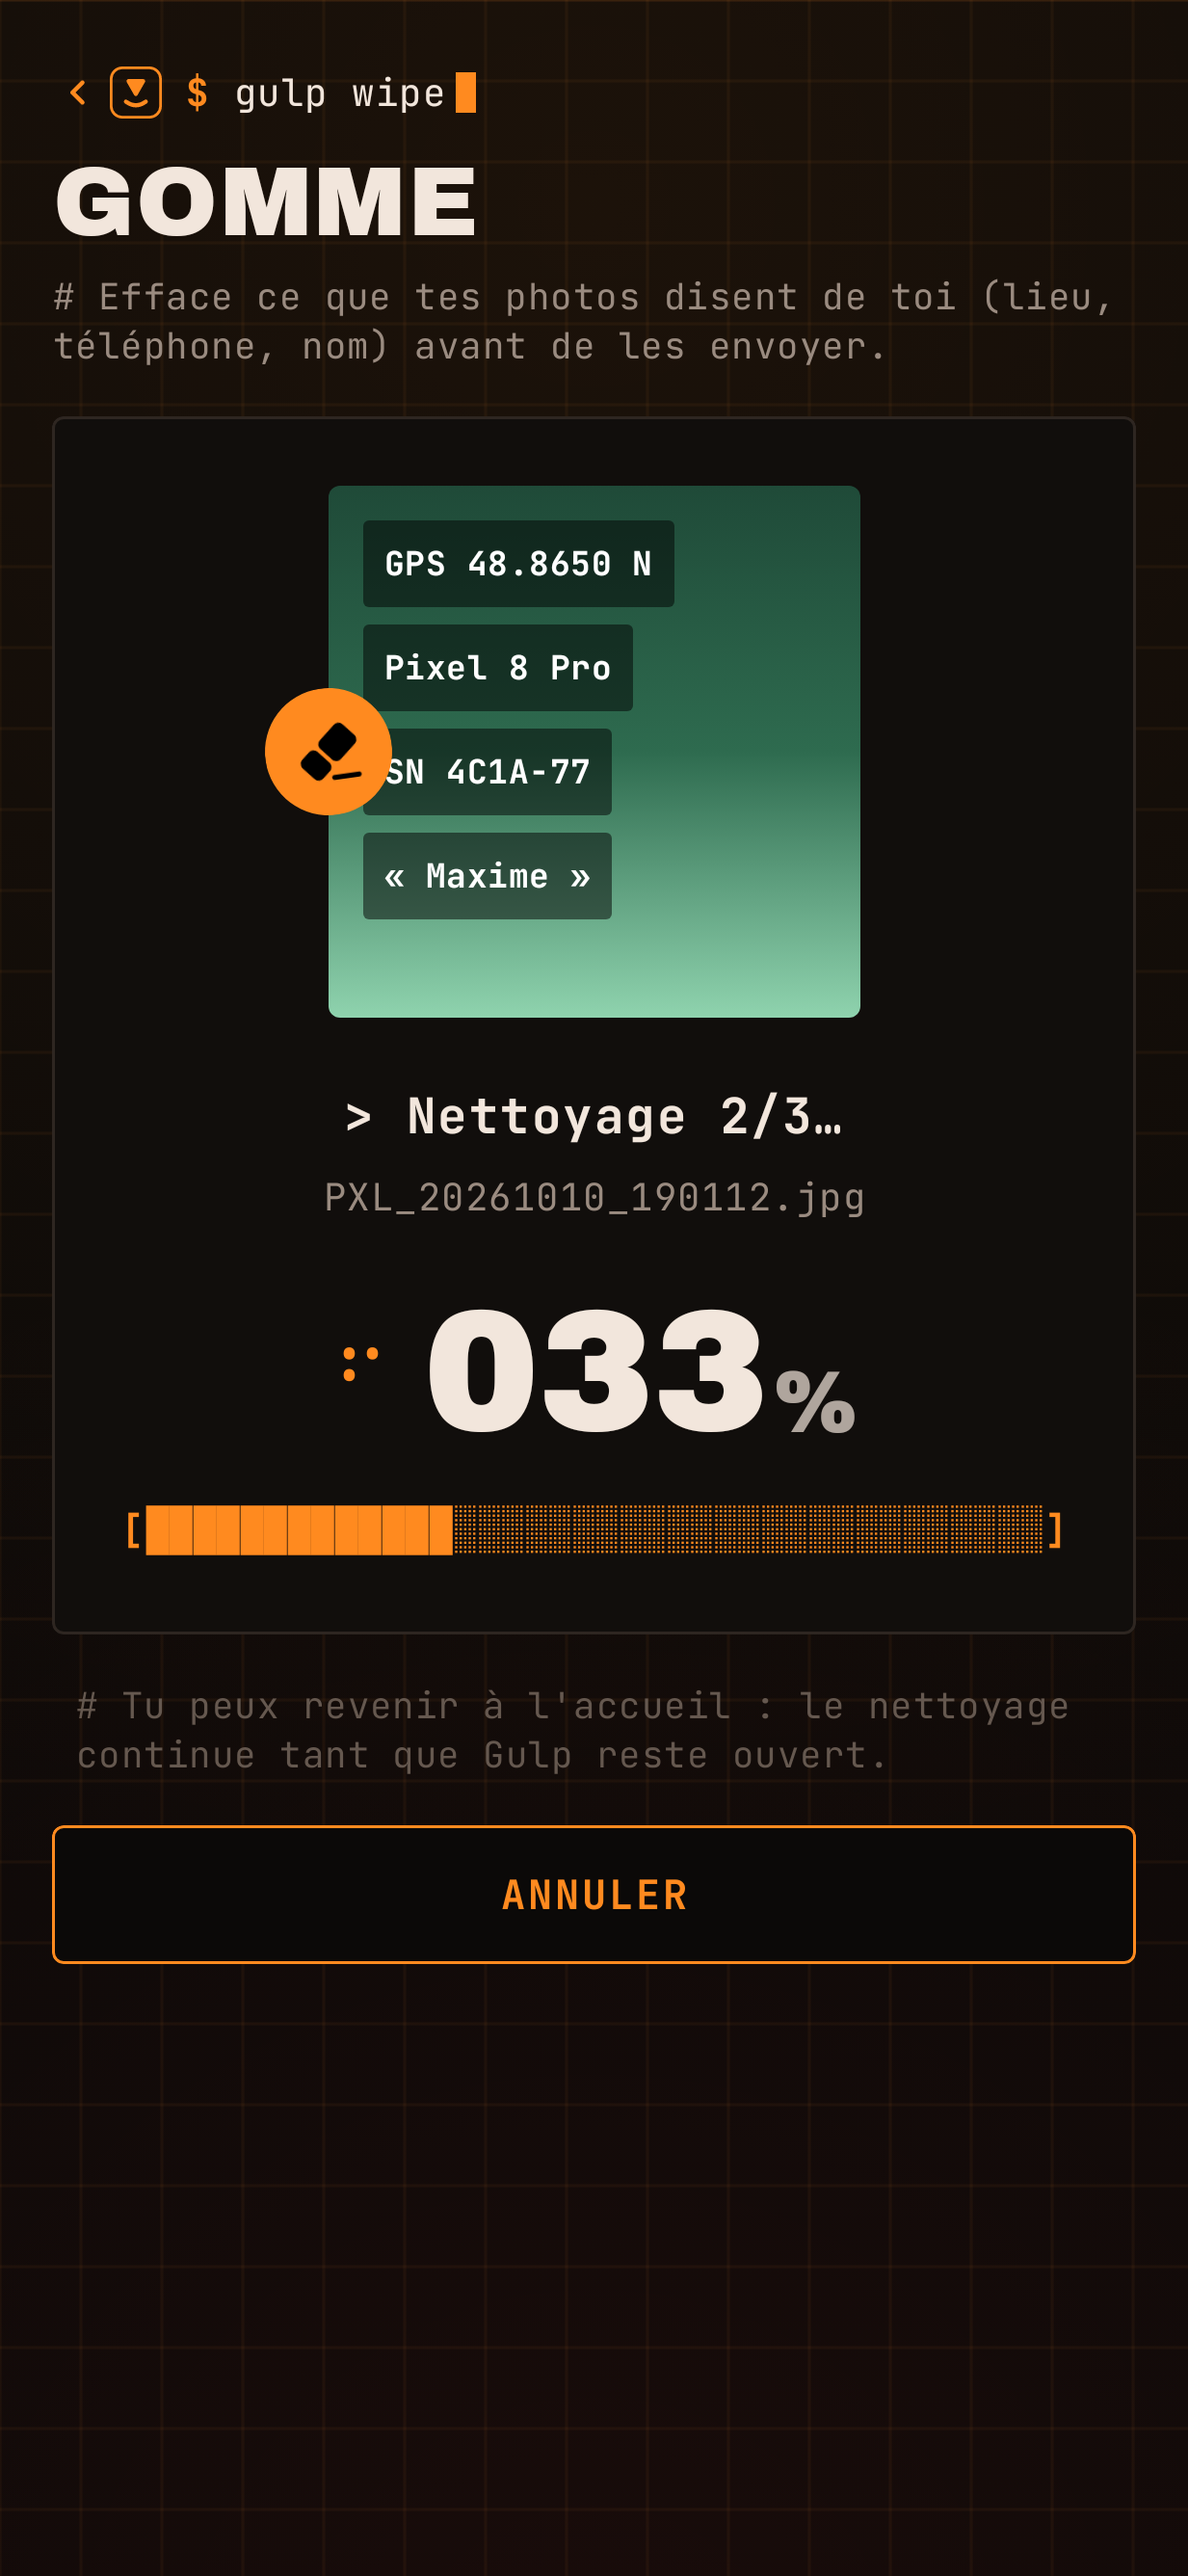 $ gulp wipe
GOMME
# Efface ce que tes photos disent de toi (lieu,
téléphone, nom) avant de les envoyer.
GPS 48.8650 N
Pixel 8 Pro
SN 4C1A-77
« Maxime »
> Nettoyage 2/3…
PXL_20261010_190112.jpg
033%
[█████████████░░░░░░░░░░░░░░░░░░░░░░░░░]
# Tu peux revenir à l'accueil : le nettoyage
continue tant que Gulp reste ouvert.
ANNULER